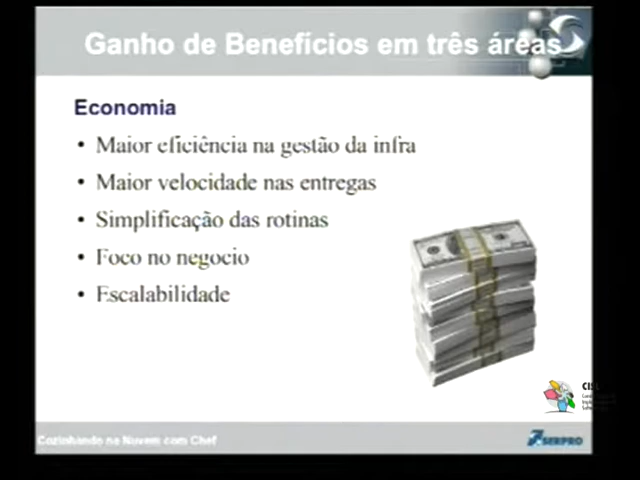 Ganho de Benefícios em três áreas
Economia
• Maior eficiência na gestão da infra
• Maior velocidade nas entregas
• Simplificação das rotinas
• Foco no negocio
• Escalabilidade
Cozinhando na Nuvem com Chef
SERPRO